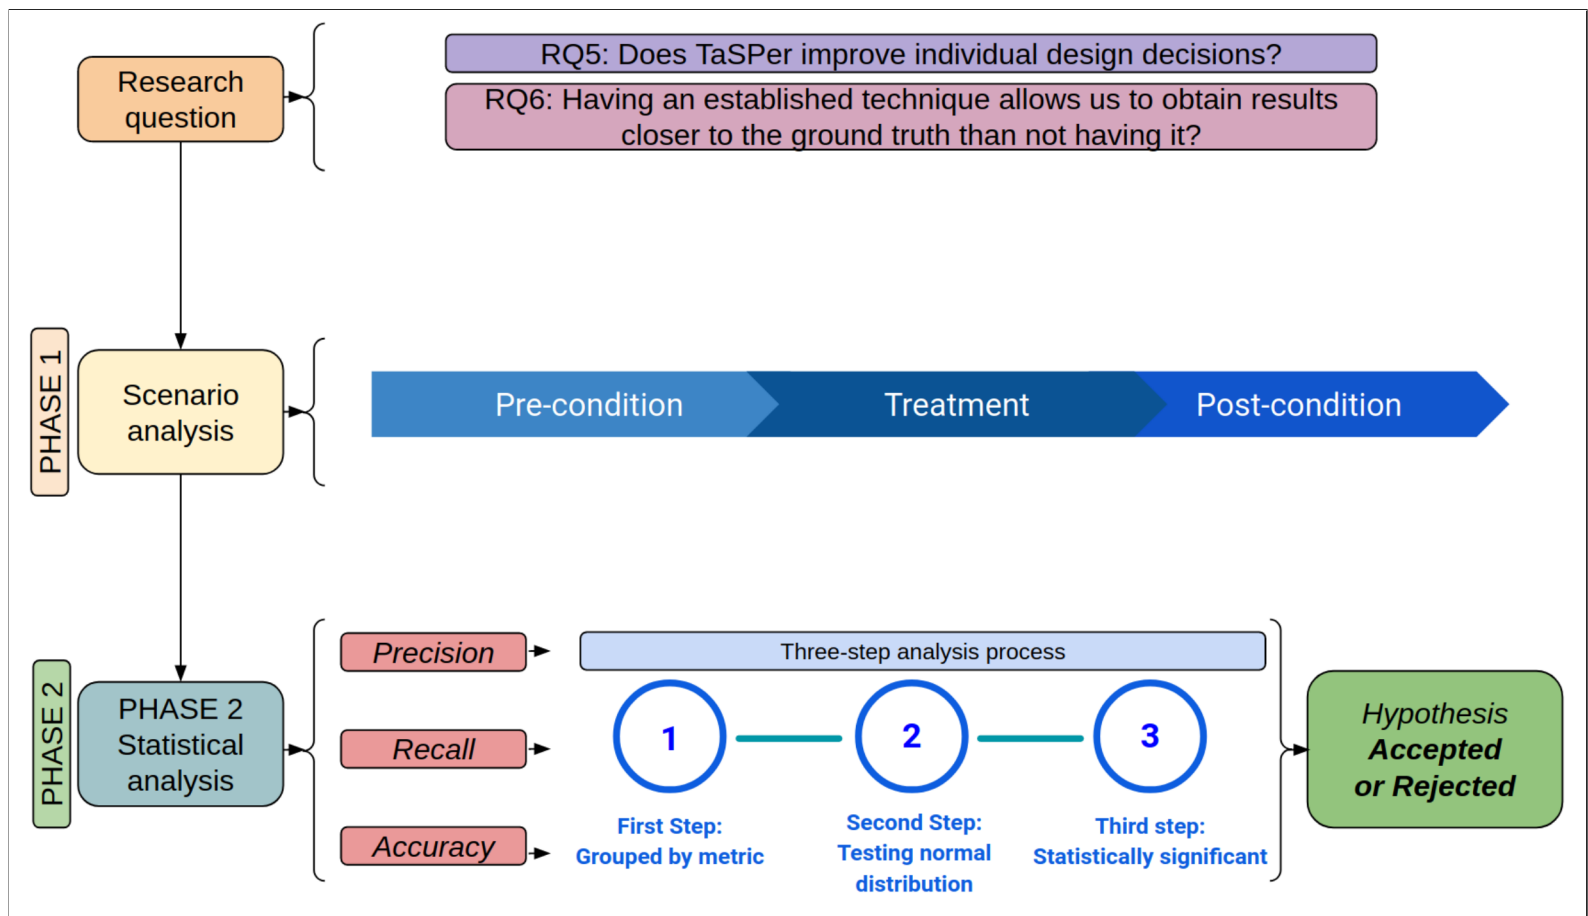 Research
question
RQ5: Does TaSPer improve individual design decisions?
RQ6: Having an established technique allows us to obtain results
closer to the ground truth than not having it?
PHASE 1
Scenario
analysis
Pre-condition
Treatment
Post-condition
PHASE 2
PHASE 2
Statistical
analysis
Precision
Recall
Accuracy
Three-step analysis process
1
2
3
First Step:
Grouped by metric
Second Step:
Testing normal
distribution
Third step:
Statistically significant
Hypothesis
Accepted
or Rejected